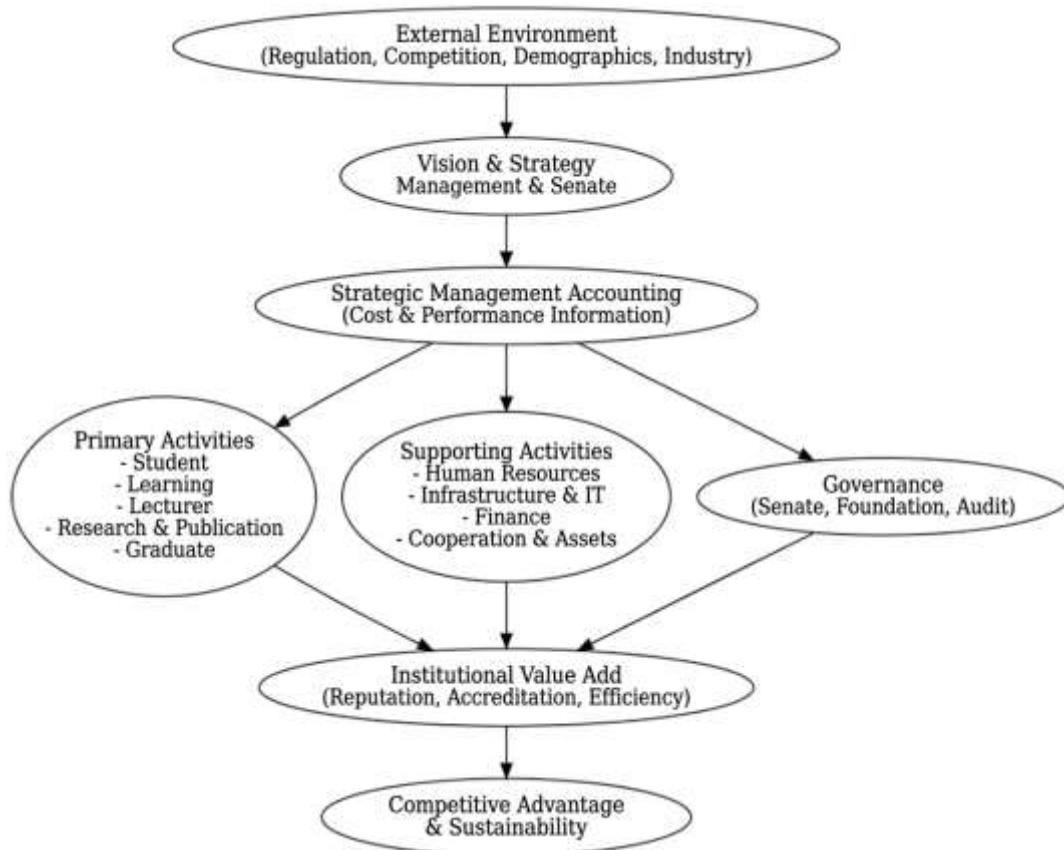 External Environment
(Regulation, Competition, Demographics, Industry)
Vision & Strategy
Management & Senate
Strategic Management Accounting
(Cost & Performance Information)
Primary Activities
- Student
- Learning
- Lecturer
- Research & Publication
- Graduate
Supporting Activities
- Human Resources
- Infrastructure & IT
- Finance
- Cooperation & Assets
Governance
(Senate, Foundation, Audit)
Institutional Value Add
(Reputation, Accreditation, Efficiency)
Competitive Advantage
& Sustainability